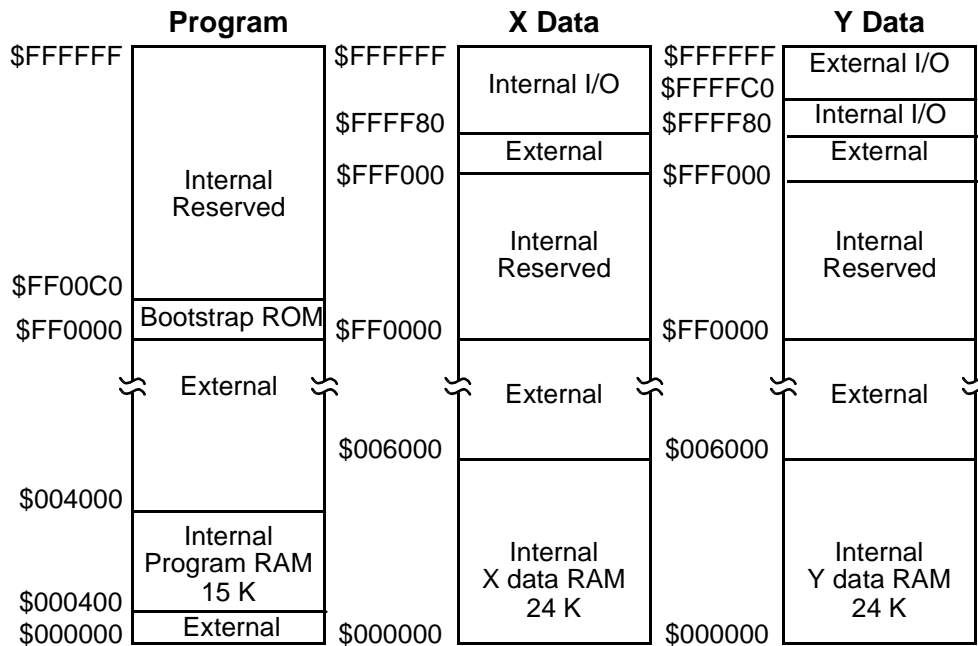 Program
$FFFFFF
Internal
Reserved
$FF00C0
Bootstrap ROM
$FF0000
External
$004000
Internal
Program RAM
15 K
$000400
External
$000000
X Data
$FFFFFF
Internal I/O
$FFFF80
External
$FFF000
Internal
Reserved
$FF0000
External
$006000
Internal
X data RAM
24 K
$000000
Y Data
$FFFFFF
External I/O
$FFFFC0
Internal I/O
$FFFF80
External
$FFF000
Internal
Reserved
$FF0000
External
$006000
Internal
Y data RAM
24 K
$000000